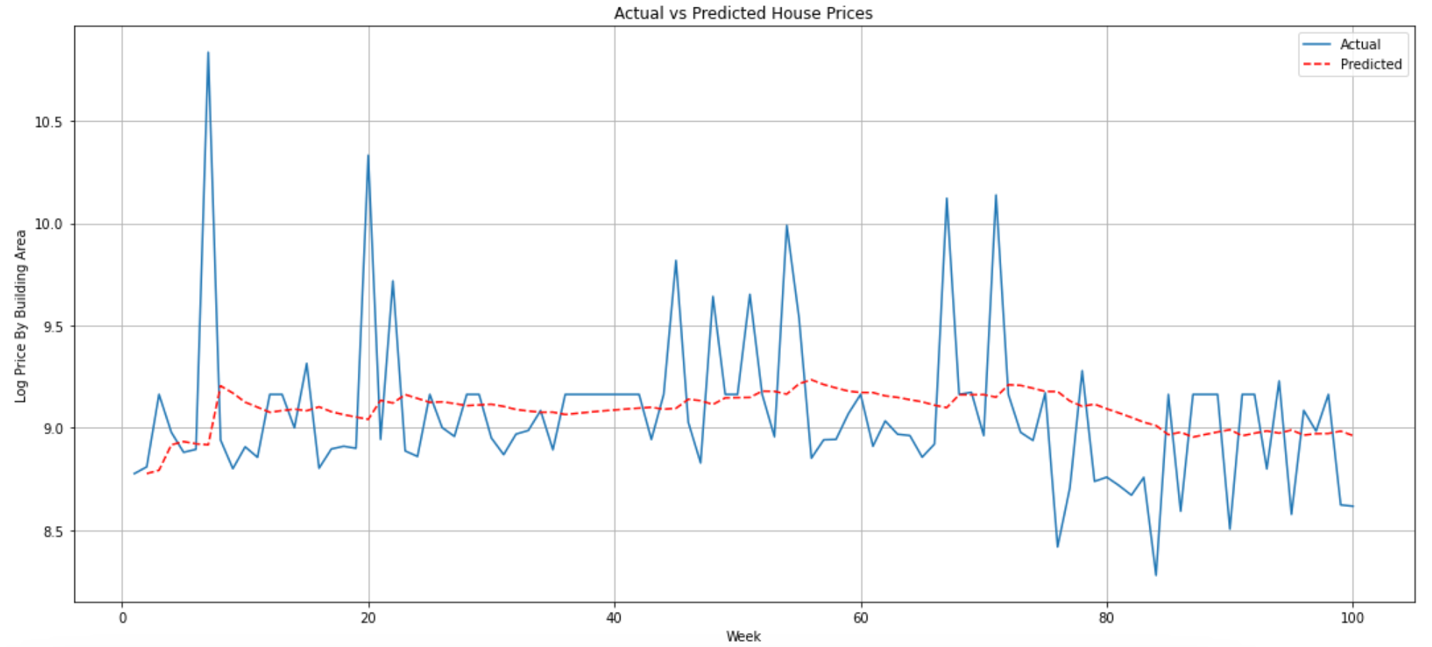 Actual vs Predicted House Prices
Actual
Predicted
10.5
10.0
9.5
9.0
8.5
Log Price By Building Area
0 20 40 60 80 100
Week